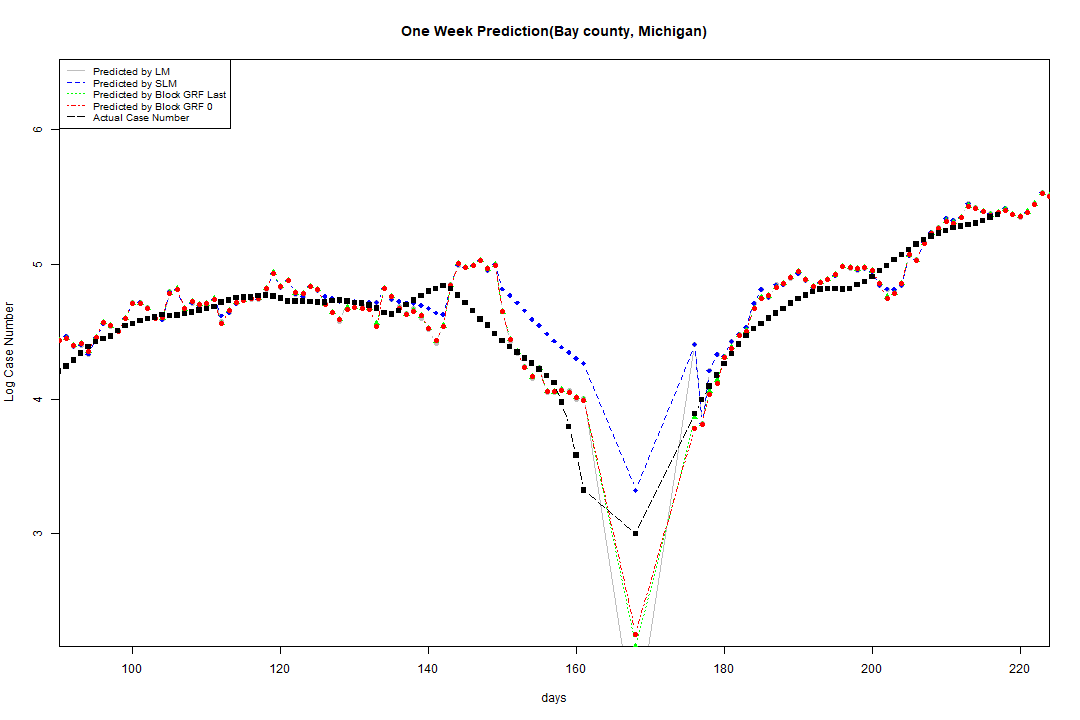 One Week Prediction(Bay county, Michigan)
Predicted by LM
Predicted by SLM
Predicted by Block GRF Last
Predicted by Block GRF 0
Actual Case Number
6
5
4
3
Log Case Number
100 120 140 160 180 200 220
days